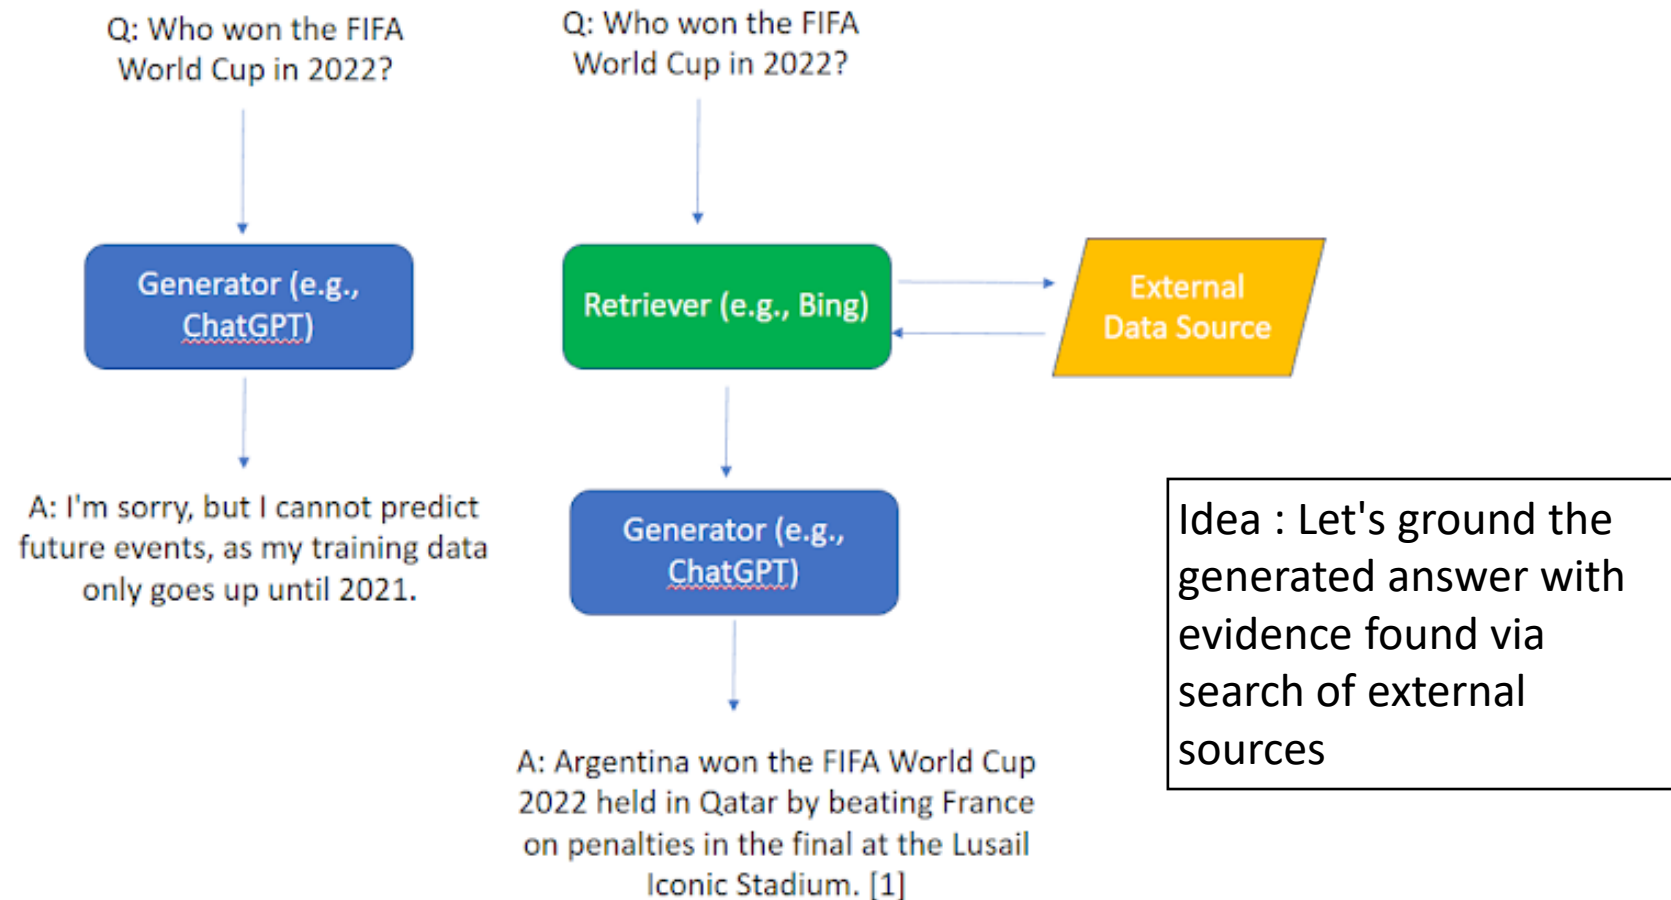 Q: Who won the FIFA
World Cup in 2022?
Generator (e.g.,
ChatGPT)
A: I'm sorry, but I cannot predict
future events, as my training data
only goes up until 2021.
Q: Who won the FIFA
World Cup in 2022?
Retriever (e.g., Bing)
External
Data Source
Generator (e.g.,
ChatGPT)
A: Argentina won the FIFA World Cup
2022 held in Qatar by beating France
on penalties in the final at the Lusail
Iconic Stadium. [1]
Idea : Let's ground the
generated answer with
evidence found via
search of external
sources